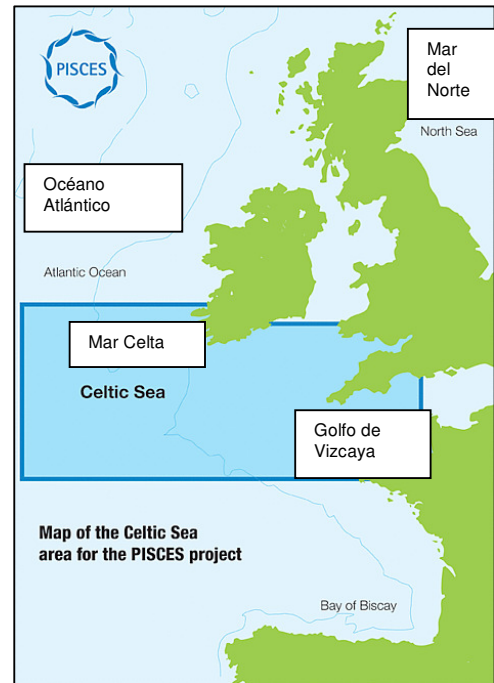 PISCES
Mar
del
Norte
North Sea
Océano
Atlántico
Atlantic Ocean
Mar Celta
Celtic Sea
Golfo de
Vizcaya
Map of the Celtic Sea
area for the PISCES project
Bay of Biscay